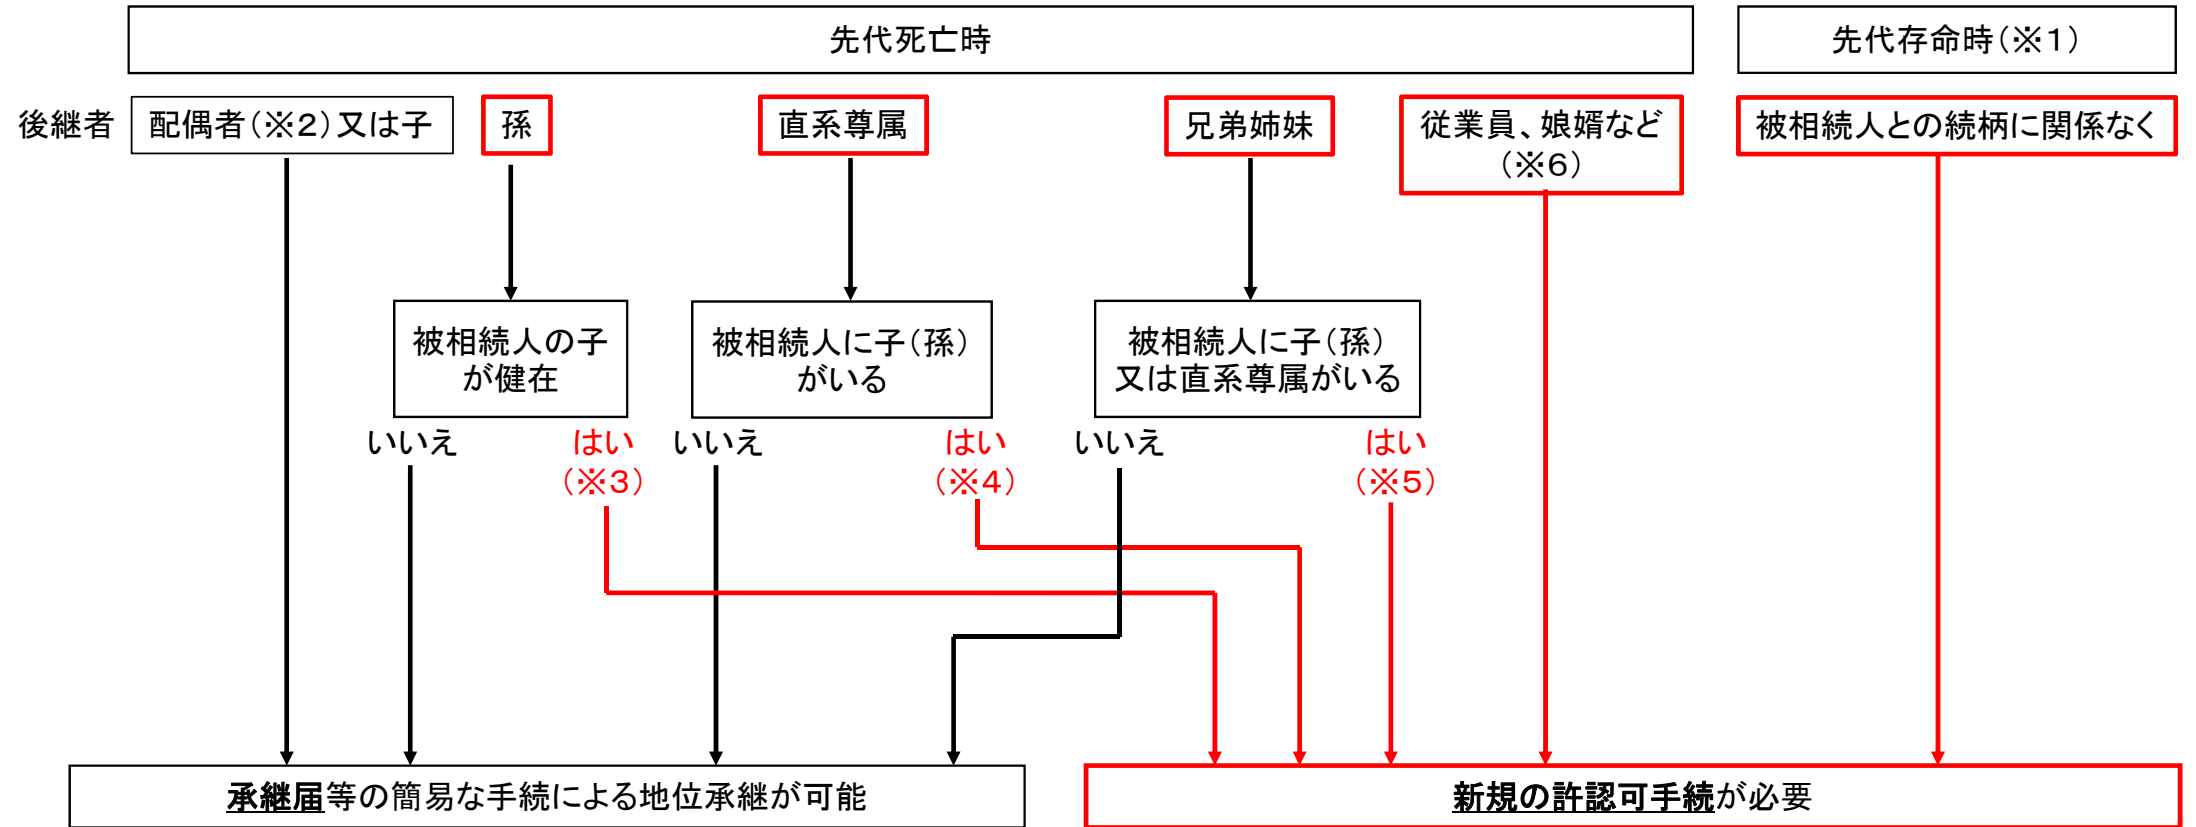 先代死亡時
先代存命時(※1)
後継者
配偶者(※2)又は子
孫
直系尊属
兄弟姉妹
従業員、娘婿など
(※6)
被相続人との続柄に関係なく
被相続人の子
が健在
被相続人に子(孫)
がいる
被相続人に子(孫)
又は直系尊属がいる
いいえ
はい
(※3)
いいえ
はい
(※4)
いいえ
はい
(※5)
承継届等の簡易な手続による地位承継が可能
新規の許認可手続が必要